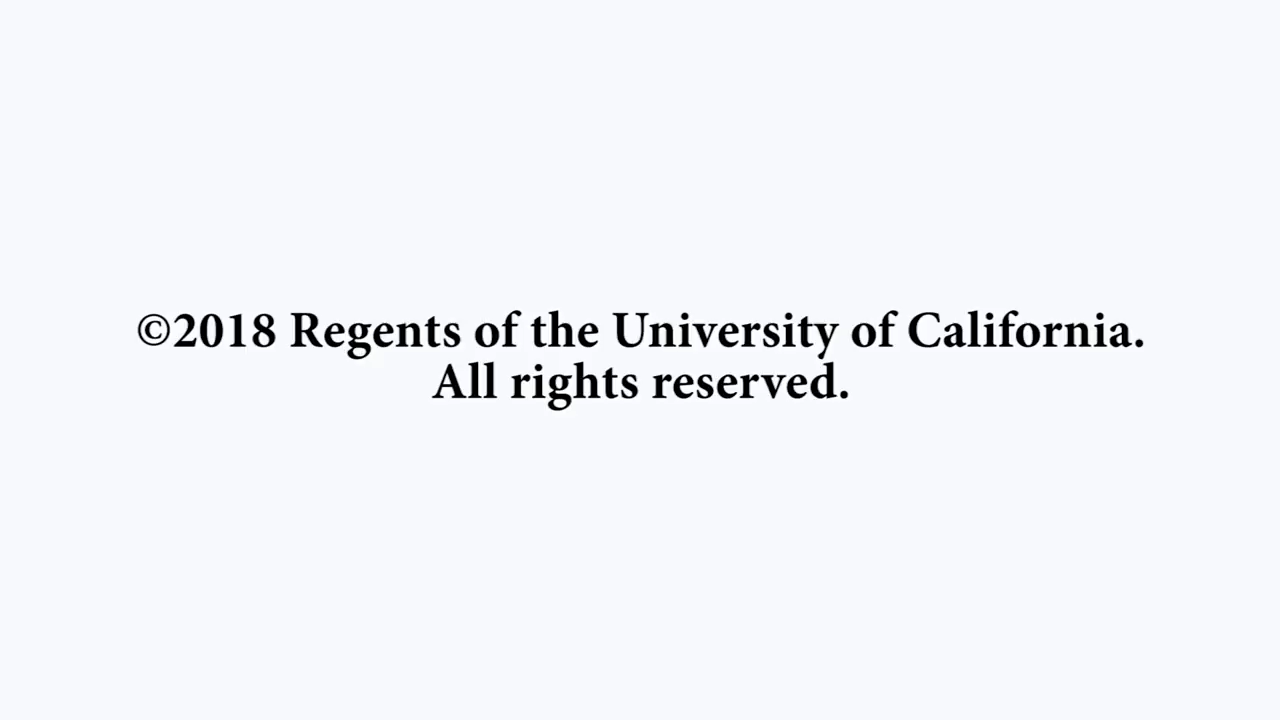 ©2018 Regents of the University of California.
All rights reserved.